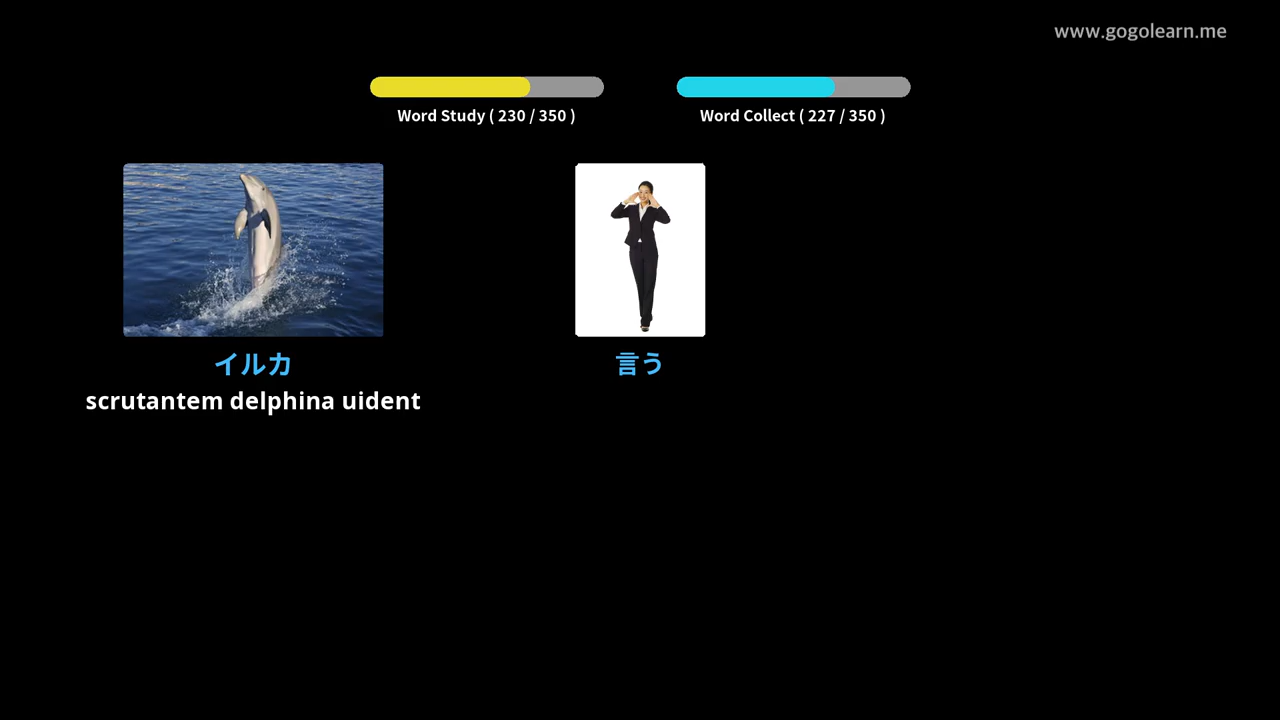 www.gogolearn.me
Word Study ( 230 / 350 )
Word Collect ( 227 / 350 )
イルカ
言う
scrutantem delphina uident